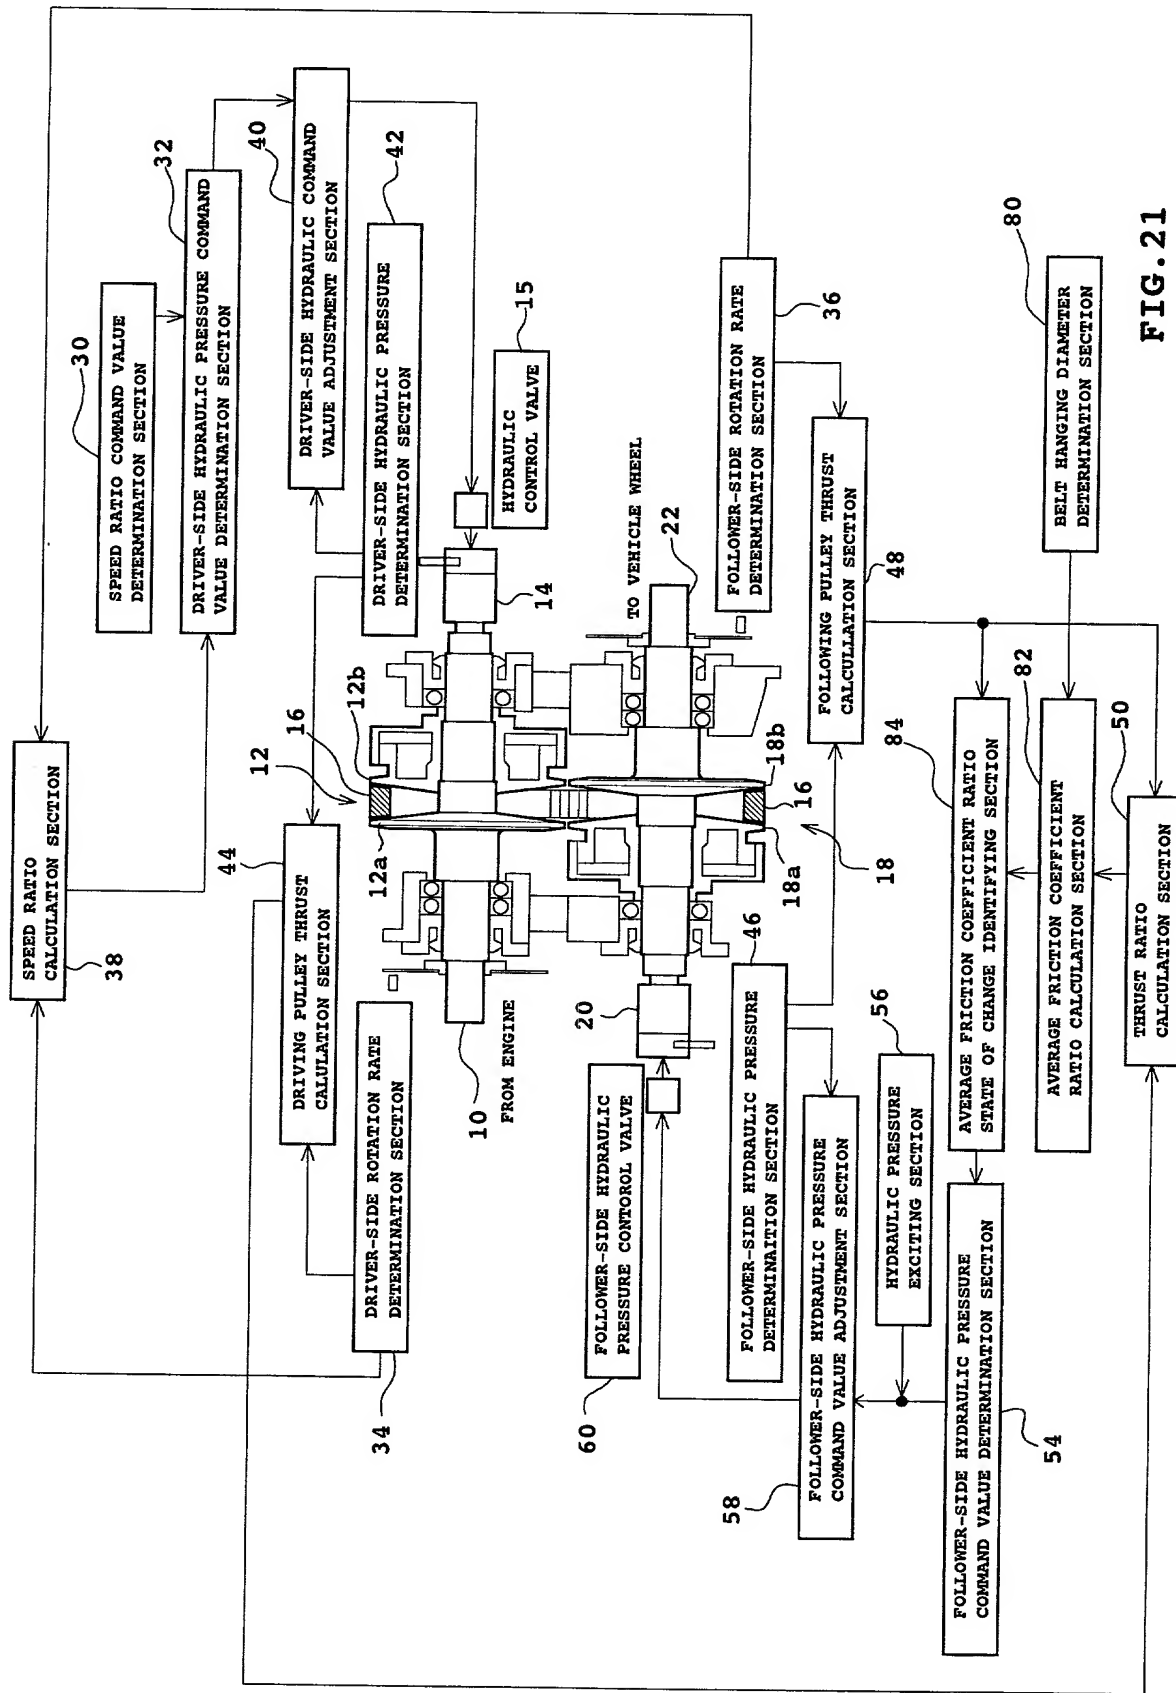 SPEED RATIO
CALCULATION SECTION
38
SPEED RATIO COMMAND VALUE
DETERMINATION SECTION
30
DRIVER-SIDE HYDRAULIC PRESSURE COMMAND
VALUE DETERMINATION SECTION
32
DRIVER-SIDE HYDRAULIC COMMAND
VALUE ADJUSTMENT SECTION
40
DRIVING PULLEY THRUST
CALULATION SECTION
44
DRIVER-SIDE HYDRAULIC PRESSURE
DETERMINATION SECTION
42
DRIVER-SIDE ROTATION RATE
DETERMINATION SECTION
34
12
16
12b
12a
10
FROM ENGINE
14
HYDRAULIC
CONTROL VALVE
15
20
TO VEHICLE WHEEL
22
18b
16
18a
18
FOLLOWER-SIDE HYDRAULIC
PRESSURE CONTOROL VALVE
60
FOLLOWER-SIDE ROTATION RATE
DETERMINATION SECTION
36
FOLLOWER-SIDE HYDRAULIC PRESSURE
DETERMINAITION SECTION
46
FOLLOWING PULLEY THRUST
CALCULLATION SECTION
48
FOLLOWER-SIDE HYDRAULIC PRESSURE
COMMAND VALUE ADJUSTMENT SECTION
58
HYDRAULIC PRESSURE
EXCITING SECTION
56
AVERAGE FRICTION COEFFICIENT RATIO
STATE OF CHANGE IDENTIFYING SECTION
84
FOLLOWER-SIDE HYDRAULIC PRESSURE
COMMAND VALUE DETERMINATION SECTION
54
AVERAGE FRICTION COEFFICIENT
RATIO CALCULATION SECTION
82
BELT HANGING DIAMETER
DETERMINATION SECTION
80
THRUST RATIO
CALCULATION SECTION
50
FIG.21